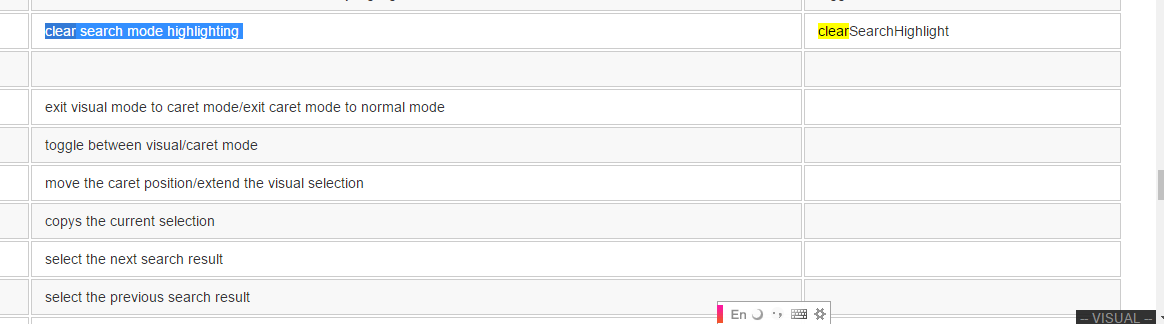 clear search mode highlighting clearSearchHighlight
exit visual mode to caret mode/exit caret mode to normal mode
toggle between visual/caret mode
move the caret position/extend the visual selection
copys the current selection
select the next search result
select the previous search result
En
-- VISUAL --